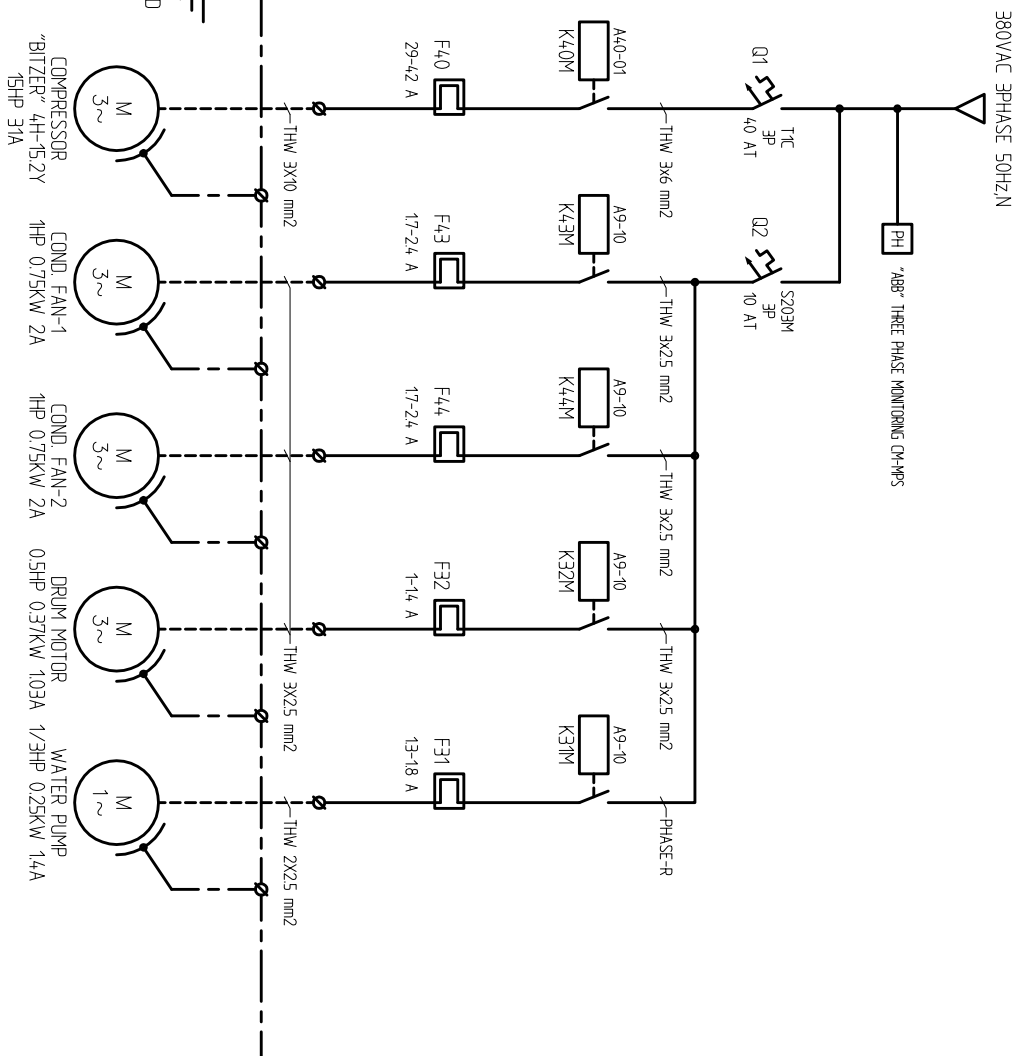 380VAC 3PHASE 50Hz,N
PH
"ABB" THREE PHASE MONITORING CM-MPS
Q1
T1C
3P
40 AT
Q2
S203M
3P
10 AT
THW 3x6 mm2
THW 3x2.5 mm2
THW 3x2.5 mm2
THW 3x2.5 mm2
PHASE-R
A40-01
K40M
A9-10
K43M
A9-10
K44M
A9-10
K32M
A9-10
K31M
F40
29-42 A
F43
1.7-2.4 A
F44
1.7-2.4 A
F32
1-1.4 A
F31
1.3-1.8 A
THW 3X10 mm2
THW 3X2.5 mm2
THW 2X2.5 mm2
D
M
3~
COMPRESSOR
"BITZER" 4H-15.2Y
15HP 31A
M
3~
COND. FAN-1
1HP 0.75KW 2A
M
3~
COND. FAN-2
1HP 0.75KW 2A
M
3~
DRUM MOTOR
0.5HP 0.37KW 1.03A
M
1~
WATER PUMP
1/3HP 0.25KW 1.4A